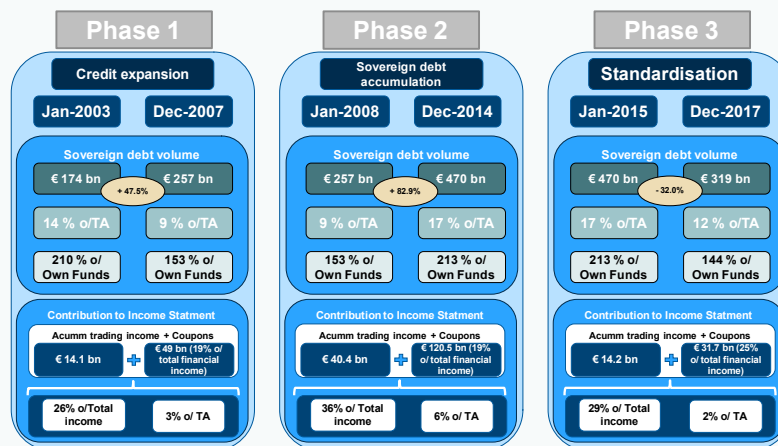 Phase 1
Credit expansion
Jan-2003 Dec-2007
Sovereign debt volume
€ 174 bn € 257 bn
+ 47.5%
14 % o/TA 9 % o/TA
210 % o/ 153 % o/
Own Funds Own Funds
Contribution to Income Statment
Acumm trading income + Coupons
€ 14.1 bn + € 49 bn (19% o/
total financial
income)
26% o/Total 3% o/ TA
income
Phase 2
Sovereign debt
accumulation
Jan-2008 Dec-2014
Sovereign debt volume
€ 257 bn € 470 bn
+ 82.9%
9 % o/TA 17 % o/TA
153 % o/ 213 % o/
Own Funds Own Funds
Contribution to Income Statment
Acumm trading income + Coupons
€ 40.4 bn + € 120.5 bn (19%
o/ total financial
income)
36% o/ Total 6% o/ TA
income
Phase 3
Standardisation
Jan-2015 Dec-2017
Sovereign debt volume
€ 470 bn € 319 bn
- 32.0%
17 % o/TA 12 % o/TA
213 % o/ 144 % o/
Own Funds Own Funds
Contribution to Income Statment
Acumm trading income + Coupons
€ 14.2 bn + € 31.7 bn (25%
o/ total financial
income)
29% o/ Total 2% o/ TA
income